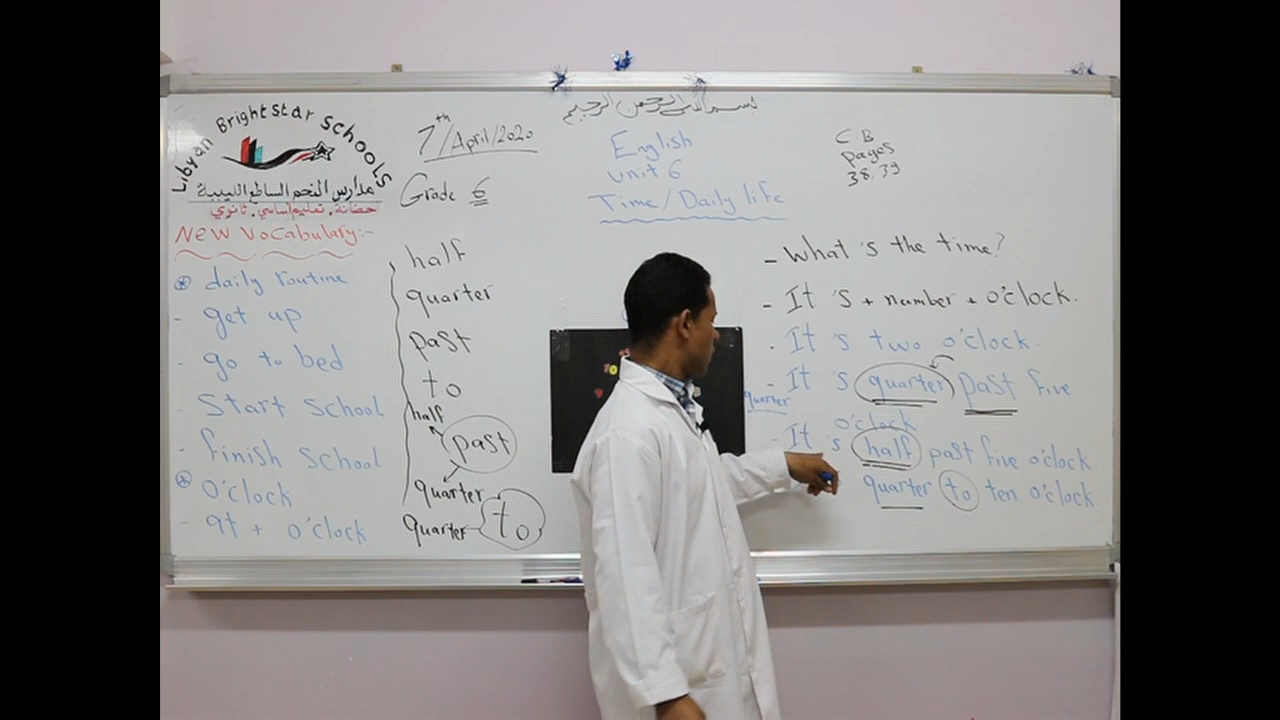 Libyan Bright Star Schools
مدارس النجم الساطع الليبية
حضانة . تعليم أساسي . ثانوي
New Vocabulary:-
daily routine
- get up
- go to bed
- Start School
- finish school
o'clock
- at + o'clock
7th/April/2020
Grade 6
half
quarter
past
to
half
past
quarter
quarter to
بسم الله الرحمن الرحيم
English
Unit 6
Time/Daily life
CB
pages
38.39
- What's the time?
- It's + number + o'clock.
. It's two o'clock.
- It's quarter past five
o'clock
quarter
- It's half past five o'clock.
quarter to ten o'clock.